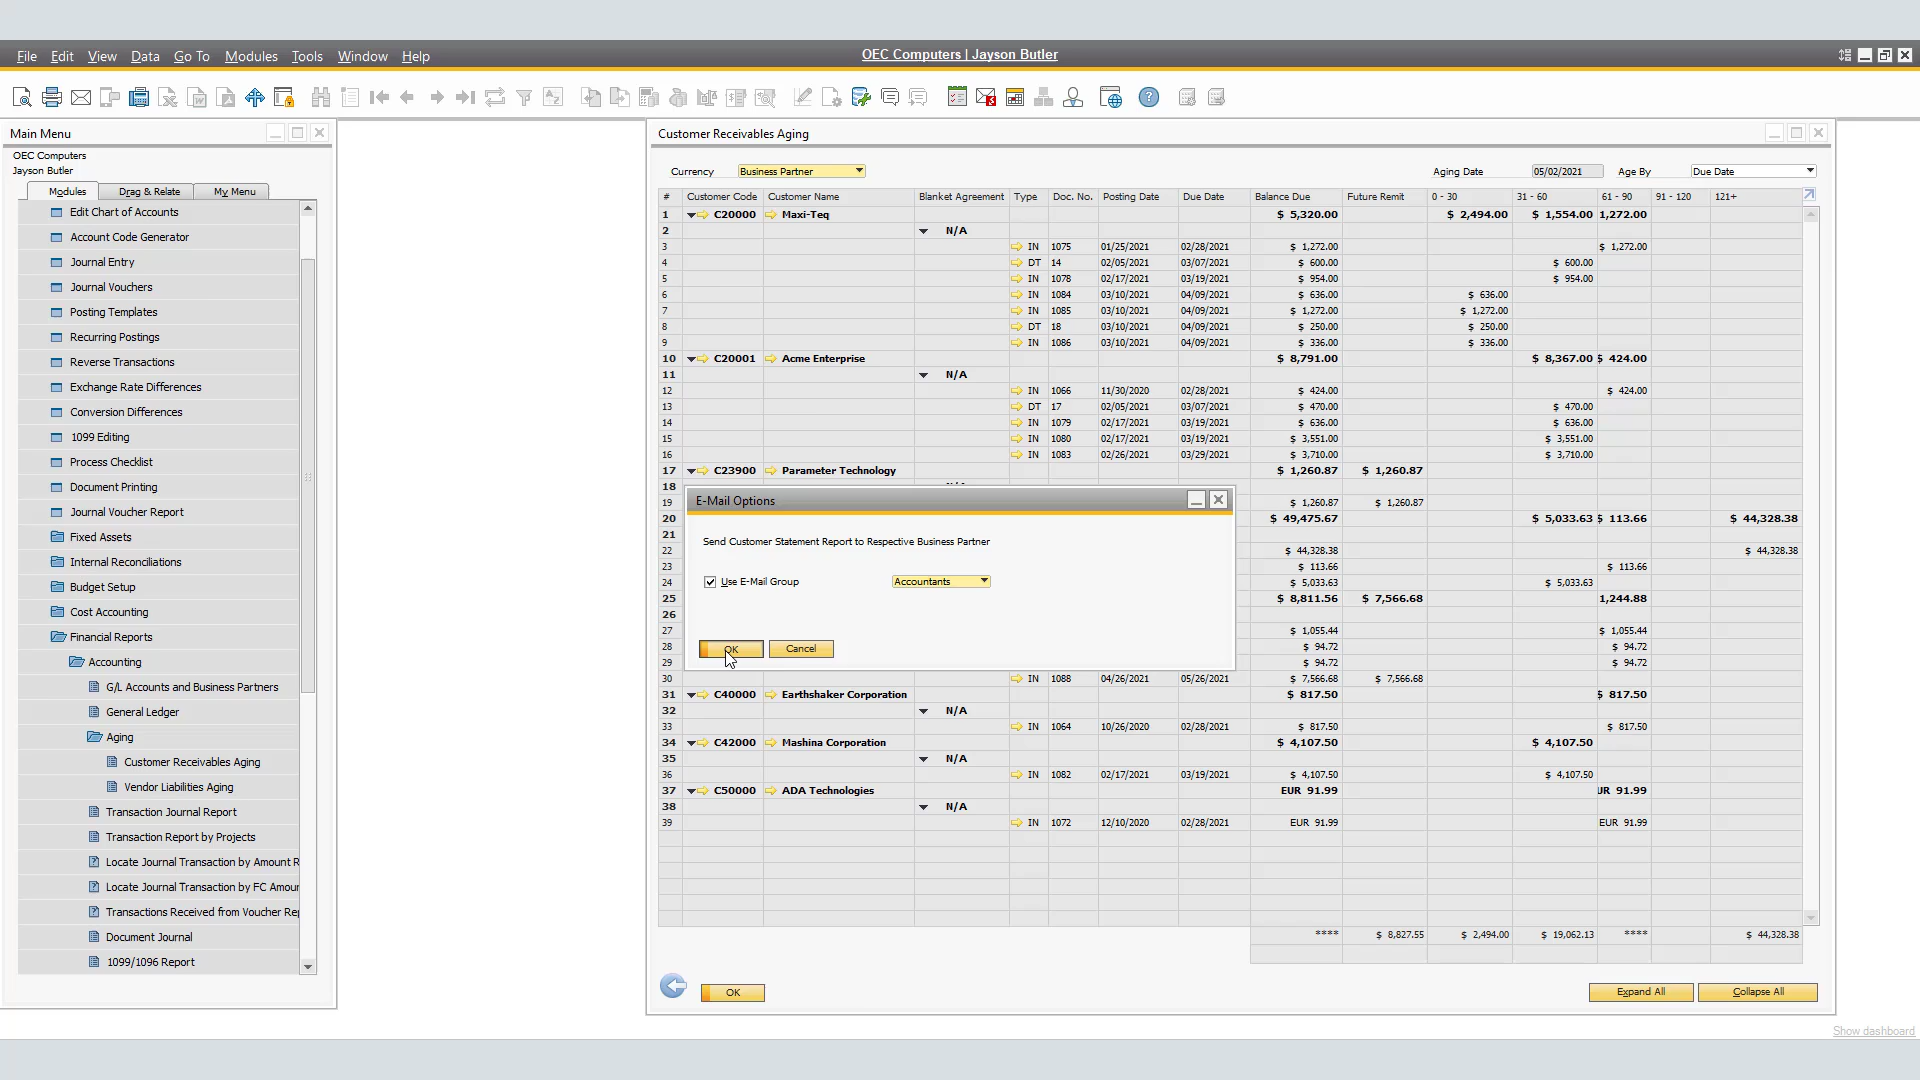 File Edit View Data Go To Modules Tools Window Help
OEC Computers | Jayson Butler
Main Menu
OEC Computers
Jayson Butler
Modules Drag & Relate My Menu
Edit Chart of Accounts
Account Code Generator
Journal Entry
Journal Vouchers
Posting Templates
Recurring Postings
Reverse Transactions
Exchange Rate Differences
Conversion Differences
1099 Editing
Process Checklist
Document Printing
Journal Voucher Report
Fixed Assets
Internal Reconciliations
Budget Setup
Cost Accounting
Financial Reports
Accounting
G/L Accounts and Business Partners
General Ledger
Aging
Customer Receivables Aging
Vendor Liabilities Aging
Transaction Journal Report
Transaction Report by Projects
Locate Journal Transaction by Amount R
Locate Journal Transaction by FC Amour
Transactions Received from Voucher Rep
Document Journal
1099/1096 Report
Customer Receivables Aging
Currency Business Partner Aging Date 05/02/2021 Age By Due Date
# Customer Code Customer Name Blanket Agreement Type Doc. No. Posting Date Due Date Balance Due Future Remit 0 - 30 31 - 60 61 - 90 91 - 120 121+
1 C20000 Maxi-Teq $ 5,320.00 $ 2,494.00 $ 1,554.00 1,272.00
2 N/A
3 IN 1075 01/25/2021 02/28/2021 $ 1,272.00 $ 1,272.00
4 DT 14 02/05/2021 03/07/2021 $ 600.00 $ 600.00
5 IN 1078 02/17/2021 03/19/2021 $ 954.00 $ 954.00
6 IN 1084 03/10/2021 04/09/2021 $ 636.00 $ 636.00
7 IN 1085 03/10/2021 04/09/2021 $ 1,272.00 $ 1,272.00
8 DT 18 03/10/2021 04/09/2021 $ 250.00 $ 250.00
9 IN 1086 03/10/2021 04/09/2021 $ 336.00 $ 336.00
10 C20001 Acme Enterprise $ 8,791.00 $ 8,367.00 $ 424.00
11 N/A
12 IN 1066 11/30/2020 02/28/2021 $ 424.00 $ 424.00
13 DT 17 02/05/2021 03/07/2021 $ 470.00 $ 470.00
14 IN 1079 02/17/2021 03/19/2021 $ 636.00 $ 636.00
15 IN 1080 02/17/2021 03/19/2021 $ 3,551.00 $ 3,551.00
16 IN 1083 02/26/2021 03/29/2021 $ 3,710.00 $ 3,710.00
17 C23900 Parameter Technology $ 1,260.87 $ 1,260.87
18
19 $ 1,260.87 $ 1,260.87
20 $ 49,475.67 $ 5,033.63 $ 113.66 $ 44,328.38
21
22 $ 44,328.38 $ 44,328.38
23 $ 113.66 $ 113.66
24 $ 5,033.63 $ 5,033.63
25 $ 8,811.56 $ 7,566.68 1,244.88
26
27 $ 1,055.44 $ 1,055.44
28 $ 94.72 $ 94.72
29 $ 94.72 $ 94.72
30 IN 1088 04/26/2021 05/26/2021 $ 7,566.68 $ 7,566.68
31 C40000 Earthshaker Corporation $ 817.50 $ 817.50
32 N/A
33 IN 1064 10/26/2020 02/28/2021 $ 817.50 $ 817.50
34 C42000 Mashina Corporation $ 4,107.50 $ 4,107.50
35 N/A
36 IN 1082 02/17/2021 03/19/2021 $ 4,107.50 $ 4,107.50
37 C50000 ADA Technologies EUR 91.99 UR 91.99
38 N/A
39 IN 1072 12/10/2020 02/28/2021 EUR 91.99 EUR 91.99
**** $ 8,827.55 $ 2,494.00 $ 19,062.13 **** $ 44,328.38
OK Expand All Collapse All
E-Mail Options
Send Customer Statement Report to Respective Business Partner
Use E-Mail Group Accountants
OK Cancel
Show dashboard